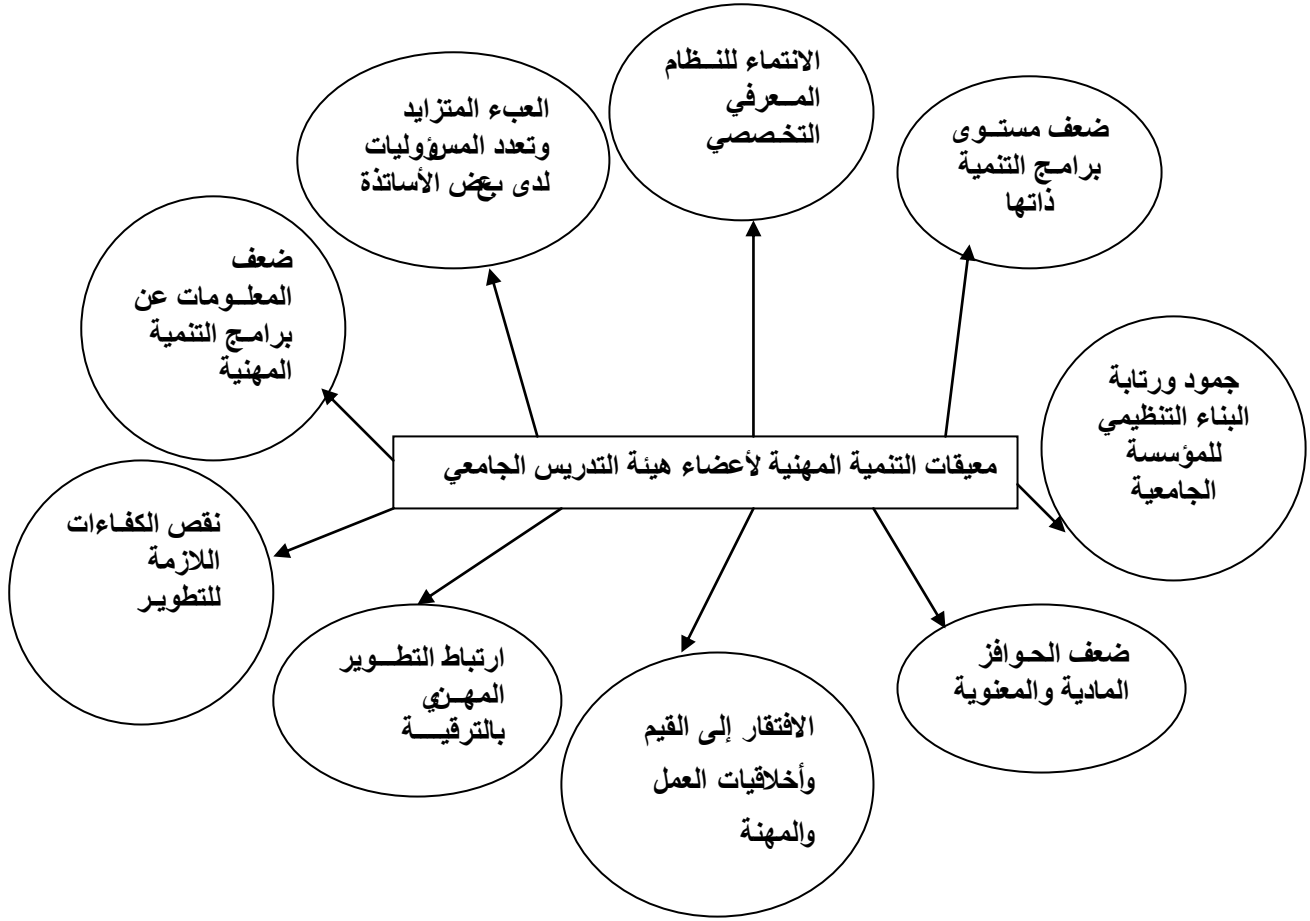 الانتماء للنظام
المعرفي
التخصصي
ضعف مستوى
برامج التنمية
ذاتها
العبء المتزايد
وتعدد المسؤوليات
لدى بعض الأساتذة
ضعف
المعلومات عن
برامج التنمية
المهنية
جمود ورتابة
البناء التنظيمي
للمؤسسة
الجامعية
معيقات التنمية المهنية لأعضاء هيئة التدريس الجامعي
نقص الكفاءات
اللازمة
للتطوير
ضعف الحوافز
المادية والمعنوية
الافتقار إلى القيم
وأخلاقيات العمل
والمهنة
ارتباط التطوير
المهني
بالترقية